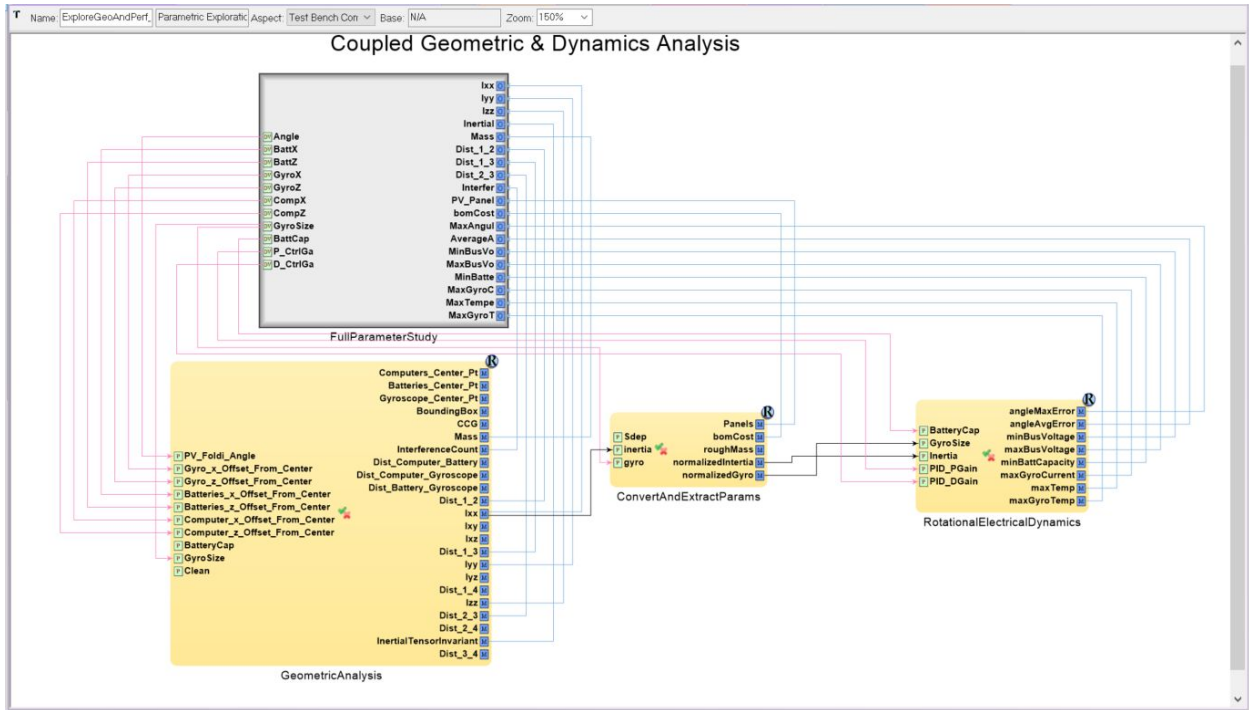 Name: ExploreGeoAndPerf_ Parametric Exploratic Aspect: Test Bench Con Base: N/A Zoom: 150%
Coupled Geometric & Dynamics Analysis
Ixx
Iyy
Izz
Inertial
Mass
Dist_1_2
Dist_1_3
Dist_2_3
Interfer
PV_Panel
bomCost
MaxAngul
AverageA
MinBusVo
MaxBusVo
MinBatte
MaxGyroC
MaxTempe
MaxGyroT
Angle
BattX
BattZ
GyroX
GyroZ
CompX
CompZ
GyroSize
BattCap
P_CtrlGa
D_CtrlGa
FullParameterStudy
R
Computers_Center_Pt
Batteries_Center_Pt
Gyroscope_Center_Pt
BoundingBox
CCG
Mass
InterferenceCount
Dist_Computer_Battery
Dist_Computer_Gyroscope
Dist_Battery_Gyroscope
Dist_1_2
Ixx
Ixy
Ixz
Dist_1_3
Iyy
Iyz
Dist_1_4
Izz
Dist_2_3
Dist_2_4
InertialTensorInvariant
Dist_3_4
PV_Foldi_Angle
Gyro_x_Offset_From_Center
Gyro_z_Offset_From_Center
Batteries_x_Offset_From_Center
Batteries_z_Offset_From_Center
Computer_x_Offset_From_Center
Computer_z_Offset_From_Center
BatteryCap
GyroSize
Clean
GeometricAnalysis
R
Panels
bomCost
roughMass
normalizedIntertia
normalizedGyro
Sdep
inertia
gyro
ConvertAndExtractParams
R
angleMaxError
angleAvgError
minBusVoltage
maxBusVoltage
minBattCapacity
maxGyroCurrent
maxTemp
maxGyroTemp
BatteryCap
GyroSize
Inertia
PID_PGain
PID_DGain
RotationalElectricalDynamics